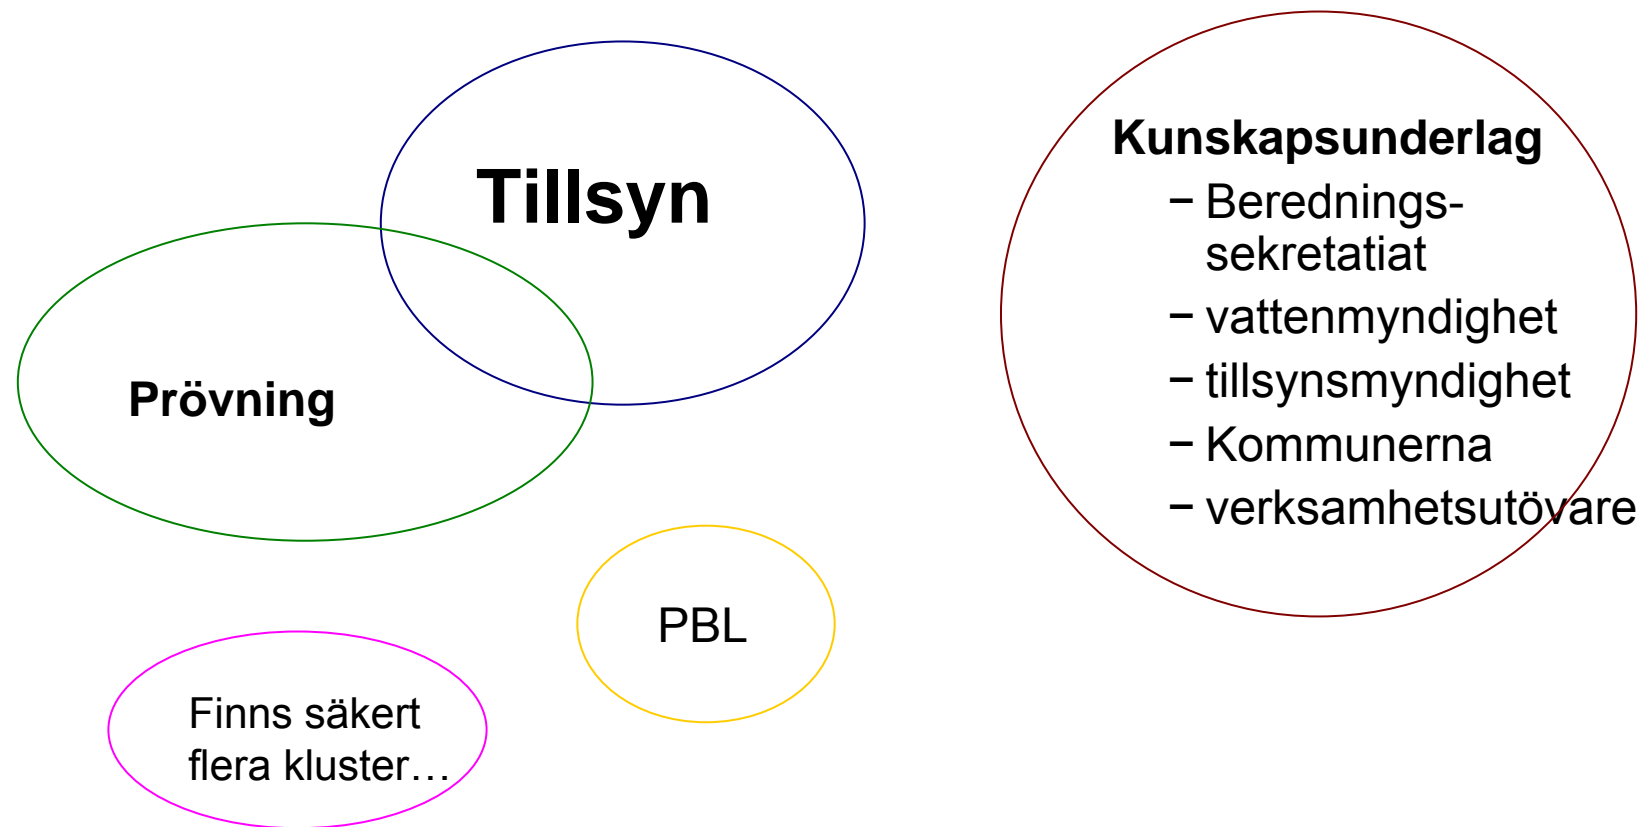 Tillsyn
Prövning
PBL
Finns säkert
flera kluster…
Kunskapsunderlag
– Berednings-
sekretatiat
– vattenmyndighet
– tillsynsmyndighet
– Kommunerna
– verksamhetsutövare